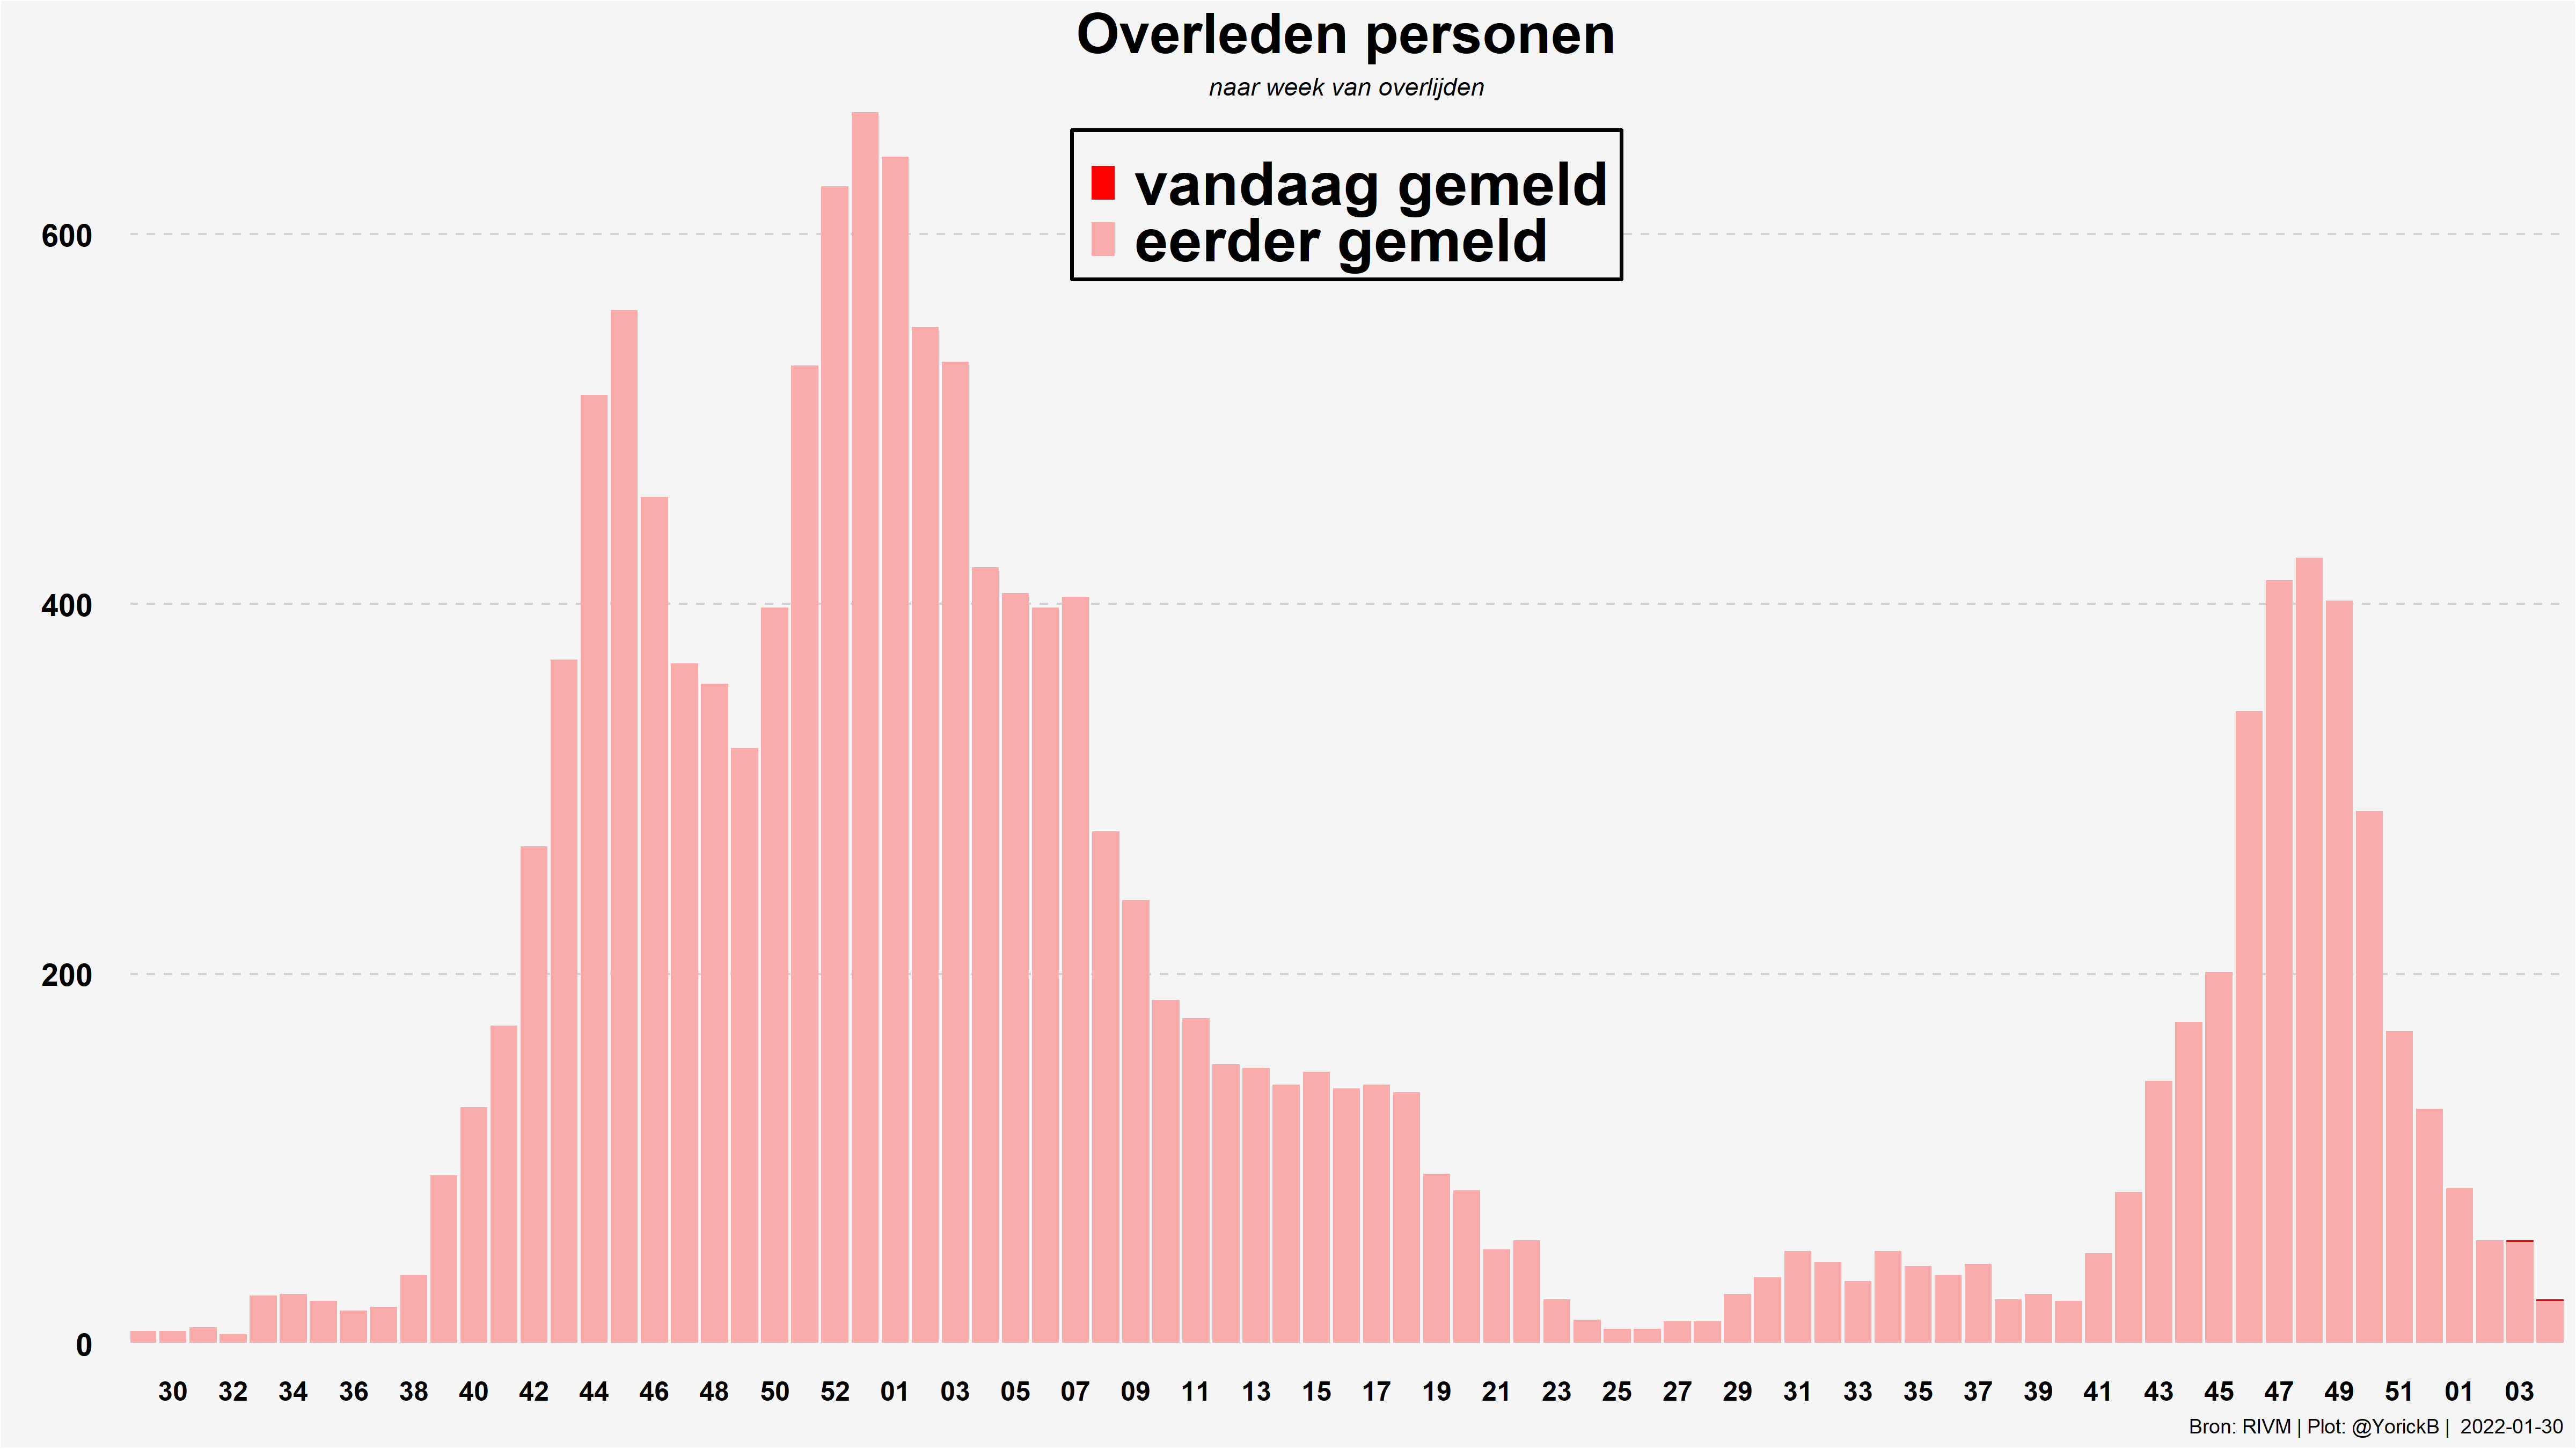 Overleden personen
naar week van overlijden
vandaag gemeld
eerder gemeld
600
400
200
0
30 32 34 36 38 40 42 44 46 48 50 52 01 03 05 07 09 11 13 15 17 19 21 23 25 27 29 31 33 35 37 39 41 43 45 47 49 51 01 03
Bron: RIVM | Plot: @YorickB | 2022-01-30